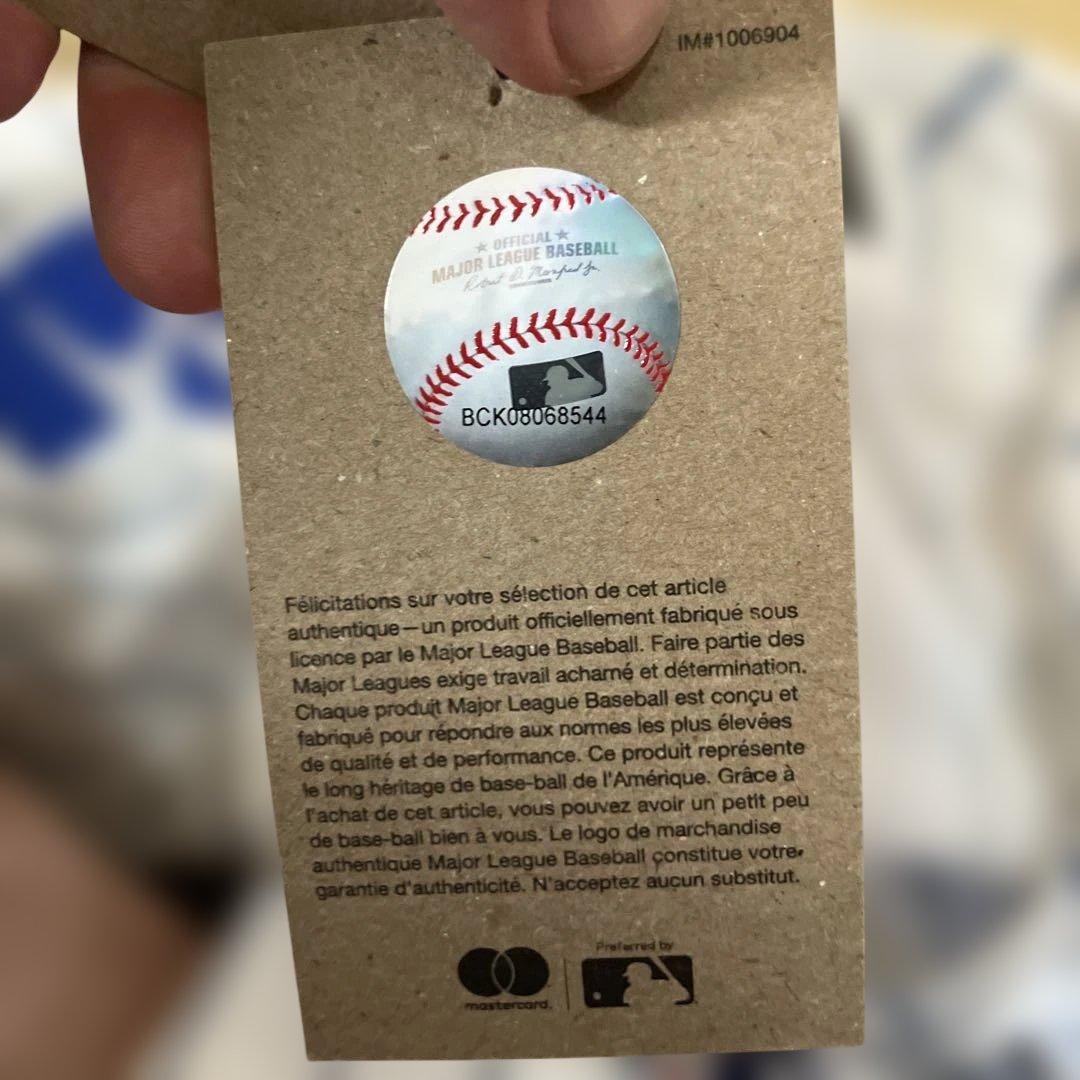 IM#1006904
★ OFFICIAL ★
MAJOR LEAGUE BASEBALL
Robert D. Manfred Jr.
BCK08068544
Félicitations sur votre sélection de cet article
authentique—un produit officiellement fabriqué sous
licence par le Major League Baseball. Faire partie des
Major Leagues exige travail acharné et détermination.
Chaque produit Major League Baseball est conçu et
fabriqué pour répondre aux normes les plus élevées
de qualité et de performance. Ce produit représente
le long héritage de base-ball de l'Amérique. Grâce à
l'achat de cet article, vous pouvez avoir un petit peu
de base-ball bien à vous. Le logo de marchandise
authentique Major League Baseball constitue votre
garantie d'authenticité. N'acceptez aucun substitut.
Preferred by
mastercard.